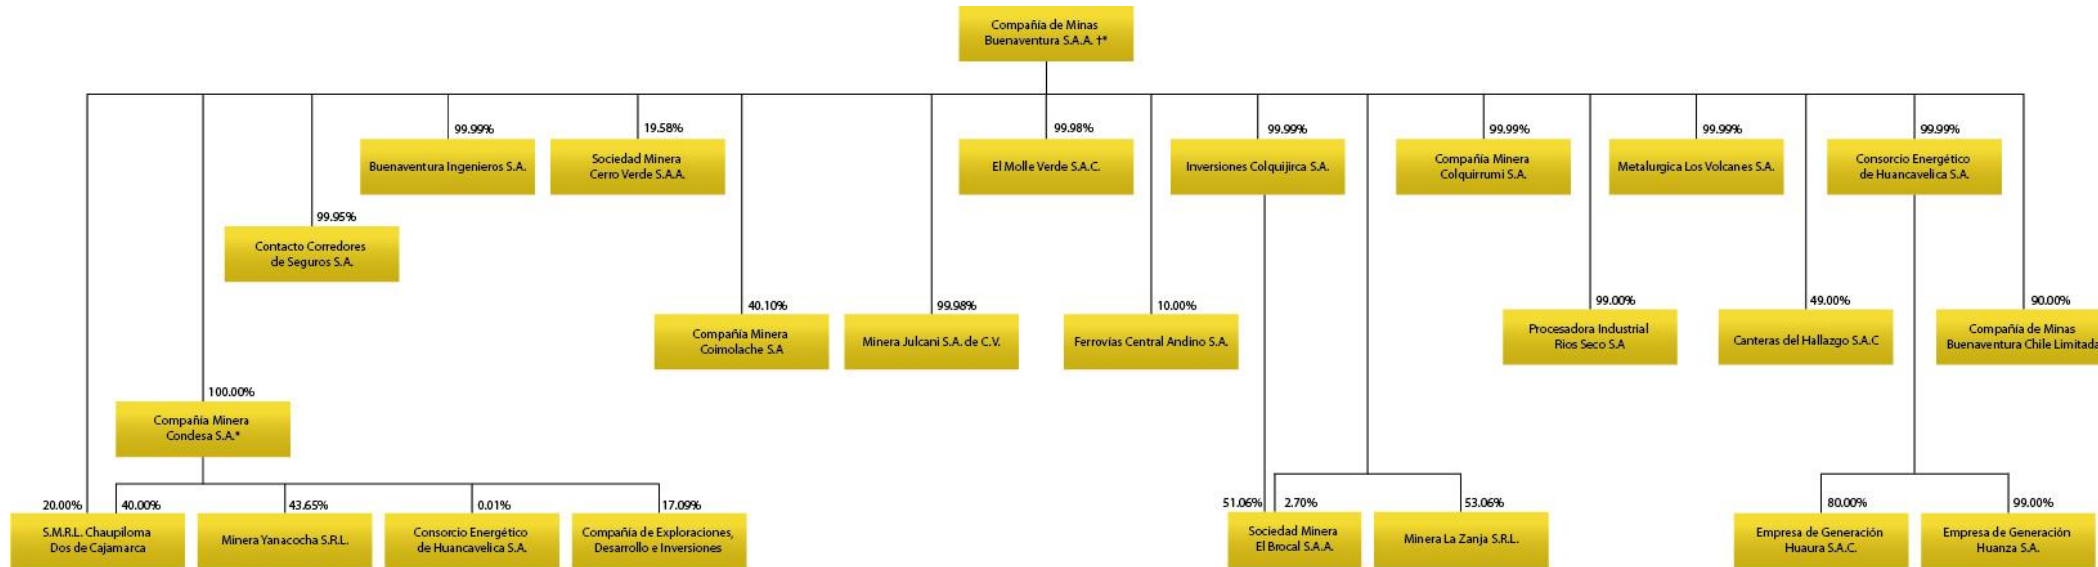 Compañía de Minas
Buenaventura S.A.A. †*
99.99%
Buenaventura Ingenieros S.A.
19.58%
Sociedad Minera
Cerro Verde S.A.A.
99.98%
El Molle Verde S.A.C.
99.99%
Inversiones Colquijirca S.A.
99.99%
Compañía Minera
Colquirrumi S.A.
99.99%
Metalurgica Los Volcanes S.A.
99.99%
Consorcio Energético
de Huancavelica S.A.
99.95%
Contacto Corredores
de Seguros S.A.
40.10%
Compañía Minera
Coimolache S.A
99.98%
Minera Julcani S.A. de C.V.
10.00%
Ferrovías Central Andino S.A.
99.00%
Procesadora Industrial
Rios Seco S.A
49.00%
Canteras del Hallazgo S.A.C
90.00%
Compañía de Minas
Buenaventura Chile Limitada
100.00%
Compañía Minera
Condesa S.A.*
20.00%
40.00%
S.M.R.L. Chaupiloma
Dos de Cajamarca
43.65%
Minera Yanacocha S.R.L.
0.01%
Consorcio Energético
de Huancavelica S.A.
17.09%
Compañía de Exploraciones,
Desarrollo e Inversiones
51.06%
2.70%
Sociedad Minera
El Brocal S.A.A.
53.06%
Minera La Zanja S.R.L.
80.00%
Empresa de Generación
Huaura S.A.C.
99.00%
Empresa de Generación
Huanza S.A.